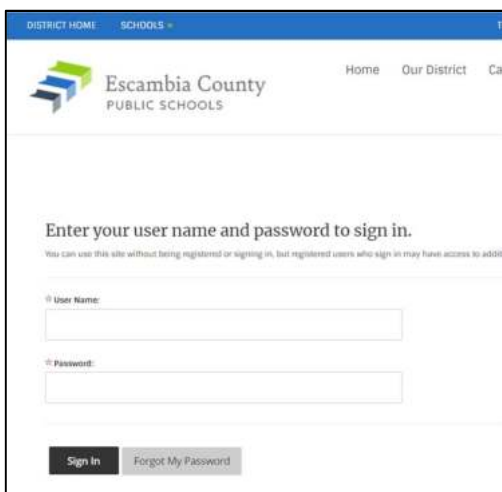 DISTRICT HOME SCHOOLS
Home Our District Ca
Escambia County
PUBLIC SCHOOLS
Enter your user name and password to sign in.
You can use this site without being registered or signing in, but registered users who sign in may have access to addit
* User Name:
* Password:
Sign In Forgot My Password